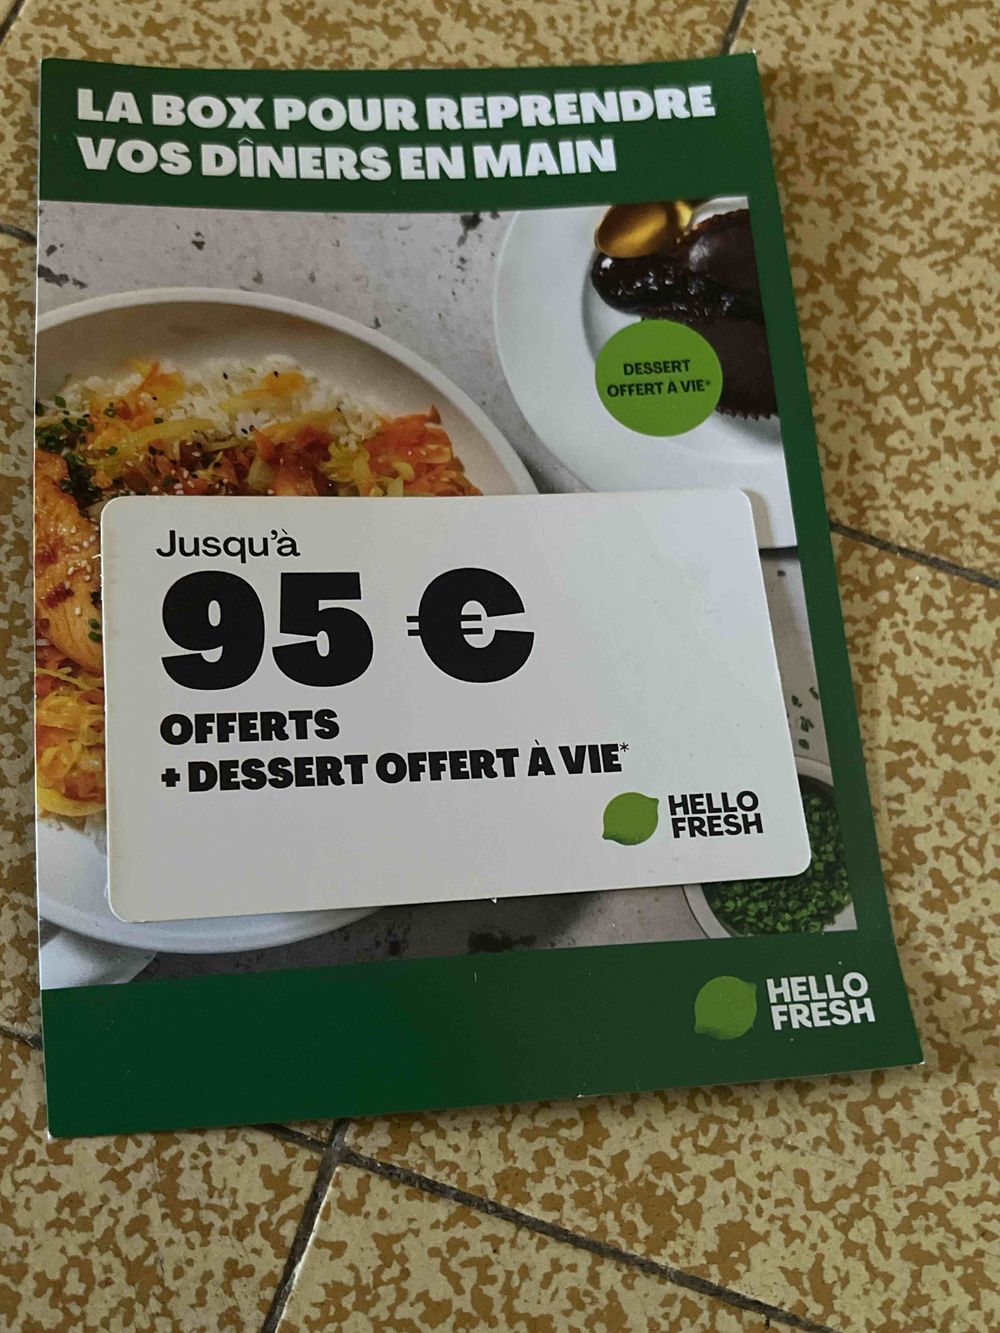 LA BOX POUR REPRENDRE
VOS DÎNERS EN MAIN
DESSERT
OFFERT À VIE*
Jusqu'à
95 €
OFFERTS
+ DESSERT OFFERT À VIE*
HELLO
FRESH
HELLO
FRESH